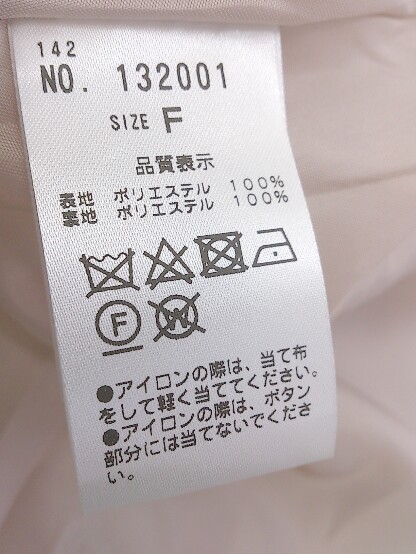 142
NO. 132001
SIZE F
品質表示
表地 ポリエステル 100%
裏地 ポリエステル 100%
F
W
●アイロンの際は、当て布
をして軽く当ててください。
●アイロンの際は、ボタン
部分には当てないでくださ
い。